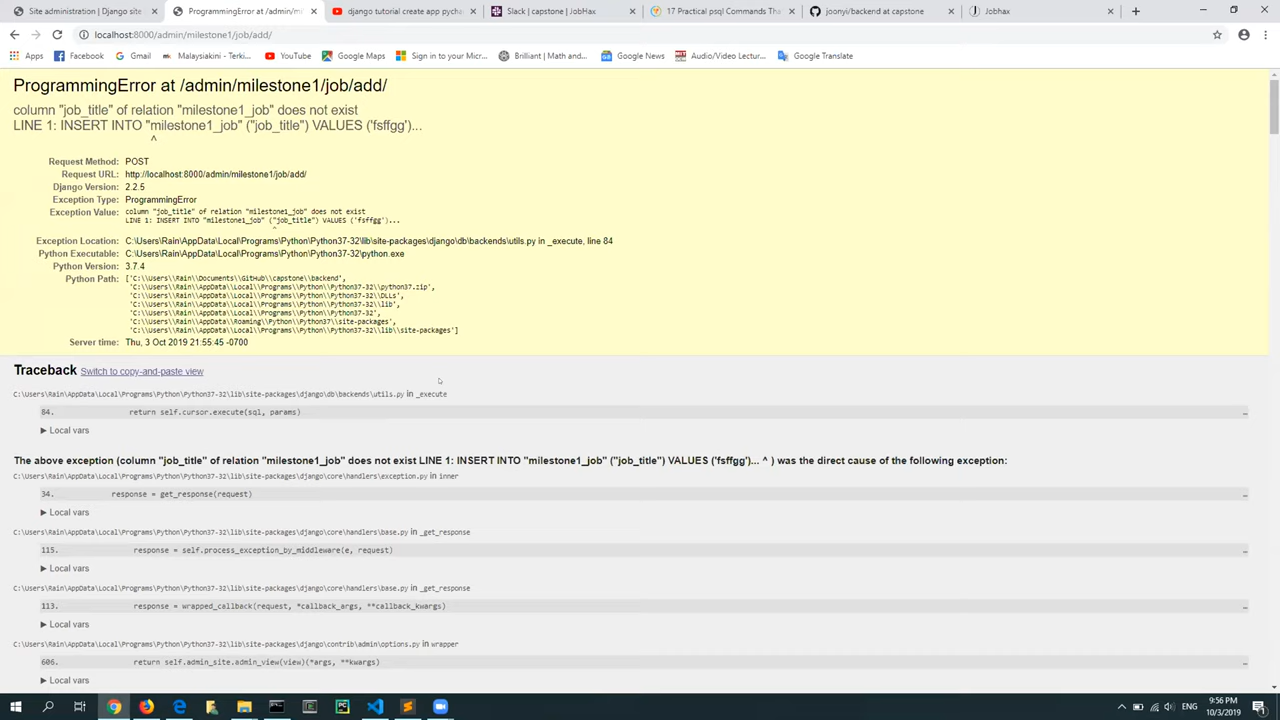 Site administration | Django site
ProgrammingError at /admin/mi
django tutorial create app pych
Slack | capstone | JobHax
17 Practical psql Commands Tha
joonyi/backend at capstone
Jobhax
localhost:8000/admin/milestone1/job/add/
Apps Facebook Gmail Malaysiakini - Terki... YouTube Google Maps Sign in to your Micr... Brilliant | Math and... Google News Audio/Video Lectur... Google Translate
ProgrammingError at /admin/milestone1/job/add/
column "job_title" of relation "milestone1_job" does not exist
LINE 1: INSERT INTO "milestone1_job" ("job_title") VALUES ('fsffgg')...
^
Request Method: POST
Request URL: http://localhost:8000/admin/milestone1/job/add/
Django Version: 2.2.5
Exception Type: ProgrammingError
Exception Value: column "job_title" of relation "milestone1_job" does not exist
LINE 1: INSERT INTO "milestone1_job" ("job_title") VALUES ('fsffgg')...
^
Exception Location: C:\Users\Rain\AppData\Local\Programs\Python\Python37-32\lib\site-packages\django\db\backends\utils.py in _execute, line 84
Python Executable: C:\Users\Rain\AppData\Local\Programs\Python\Python37-32\python.exe
Python Version: 3.7.4
Python Path: ['C:\\Users\\Rain\\Documents\\GitHub\\capstone\\backend',
'C:\\Users\\Rain\\AppData\\Local\\Programs\\Python\\Python37-32\\python37.zip',
'C:\\Users\\Rain\\AppData\\Local\\Programs\\Python\\Python37-32\\DLLs',
'C:\\Users\\Rain\\AppData\\Local\\Programs\\Python\\Python37-32\\lib',
'C:\\Users\\Rain\\AppData\\Local\\Programs\\Python\\Python37-32',
'C:\\Users\\Rain\\AppData\\Roaming\\Python\\Python37\\site-packages',
'C:\\Users\\Rain\\AppData\\Local\\Programs\\Python\\Python37-32\\lib\\site-packages']
Server time: Thu, 3 Oct 2019 21:55:45 -0700
Traceback Switch to copy-and-paste view
C:\Users\Rain\AppData\Local\Programs\Python\Python37-32\lib\site-packages\django\db\backends\utils.py in _execute
84. return self.cursor.execute(sql, params) …
▶ Local vars
The above exception (column "job_title" of relation "milestone1_job" does not exist LINE 1: INSERT INTO "milestone1_job" ("job_title") VALUES ('fsffgg')... ^ ) was the direct cause of the following exception:
C:\Users\Rain\AppData\Local\Programs\Python\Python37-32\lib\site-packages\django\core\handlers\exception.py in inner
34. response = get_response(request) …
▶ Local vars
C:\Users\Rain\AppData\Local\Programs\Python\Python37-32\lib\site-packages\django\core\handlers\base.py in _get_response
115. response = self.process_exception_by_middleware(e, request) …
▶ Local vars
C:\Users\Rain\AppData\Local\Programs\Python\Python37-32\lib\site-packages\django\core\handlers\base.py in _get_response
113. response = wrapped_callback(request, *callback_args, **callback_kwargs) …
▶ Local vars
C:\Users\Rain\AppData\Local\Programs\Python\Python37-32\lib\site-packages\django\contrib\admin\options.py in wrapper
606. return self.admin_site.admin_view(view)(*args, **kwargs) …
▶ Local vars
ENG
9:56 PM
10/3/2019